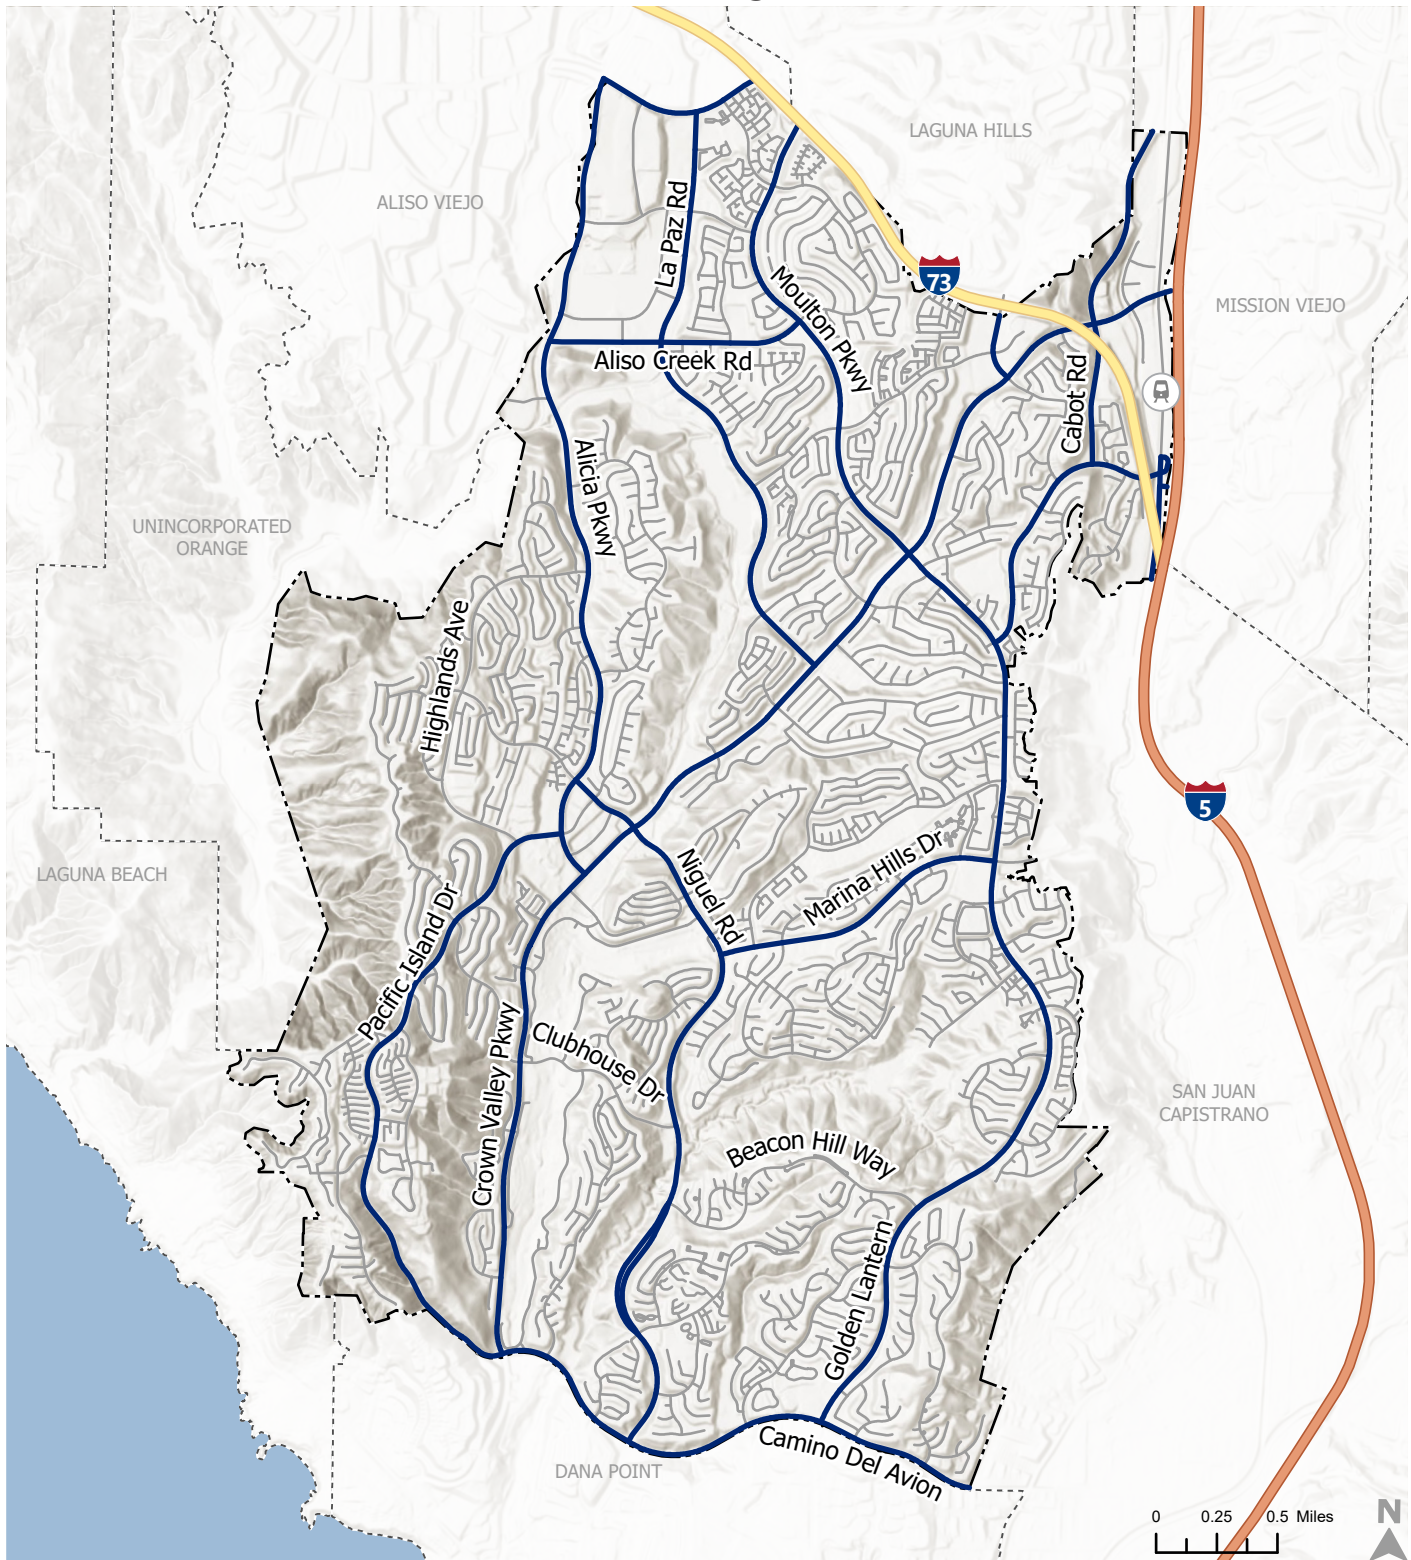 LAGUNA HILLS
ALISO VIEJO
La Paz Rd
73
Moulton Pkwy
MISSION VIEJO
Aliso Creek Rd
Cabot Rd
Alicia Pkwy
UNINCORPORATED
ORANGE
Highlands Ave
5
LAGUNA BEACH
Niguel Rd
Marina Hills Dr
Pacific Island Dr
Crown Valley Pkwy
Clubhouse Dr
SAN JUAN
CAPISTRANO
Beacon Hill Way
Golden Lantern
Camino Del Avion
DANA POINT
N
0 0.25 0.5 Miles